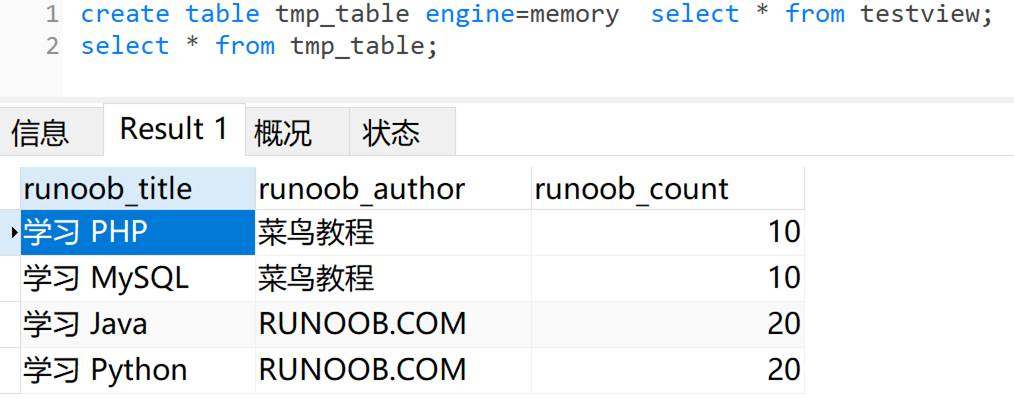 1 create table tmp_table engine=memory  select * from testview;
2 select * from tmp_table;
信息 Result 1 概况 状态
runoob_title runoob_author runoob_count
学习 PHP 菜鸟教程 10
学习 MySQL 菜鸟教程 10
学习 Java RUNOOB.COM 20
学习 Python RUNOOB.COM 20